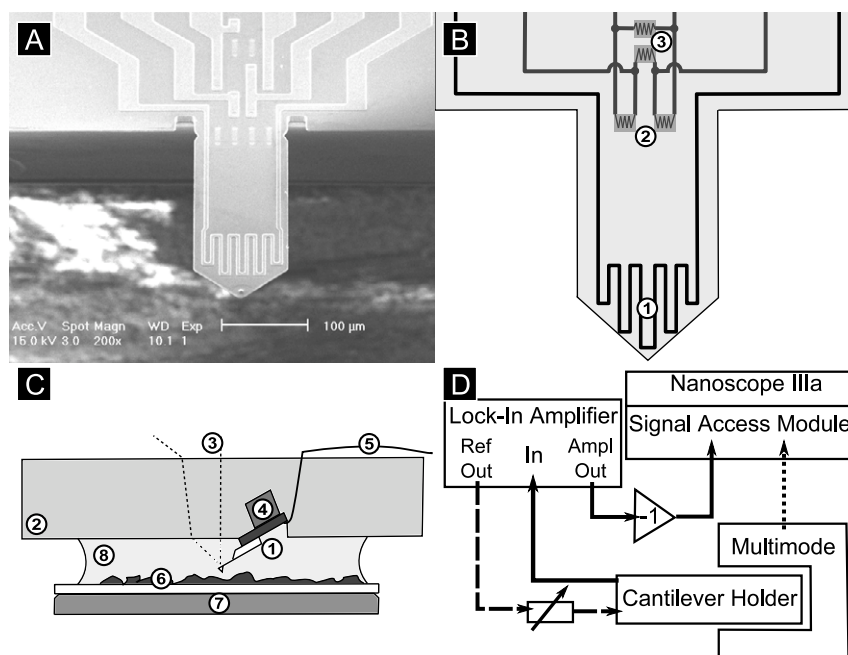 A
Acc.V Spot Magn WD Exp
15.0 kV 3.0 200x 10.1 1
100 µm
B
3
2
1
C
3
5
4
2
1
8
6
7
D
Nanoscope IIIa
Signal Access Module
Lock-In Amplifier
Ref Out
In
Ampl Out
-1
Multimode
Cantilever Holder